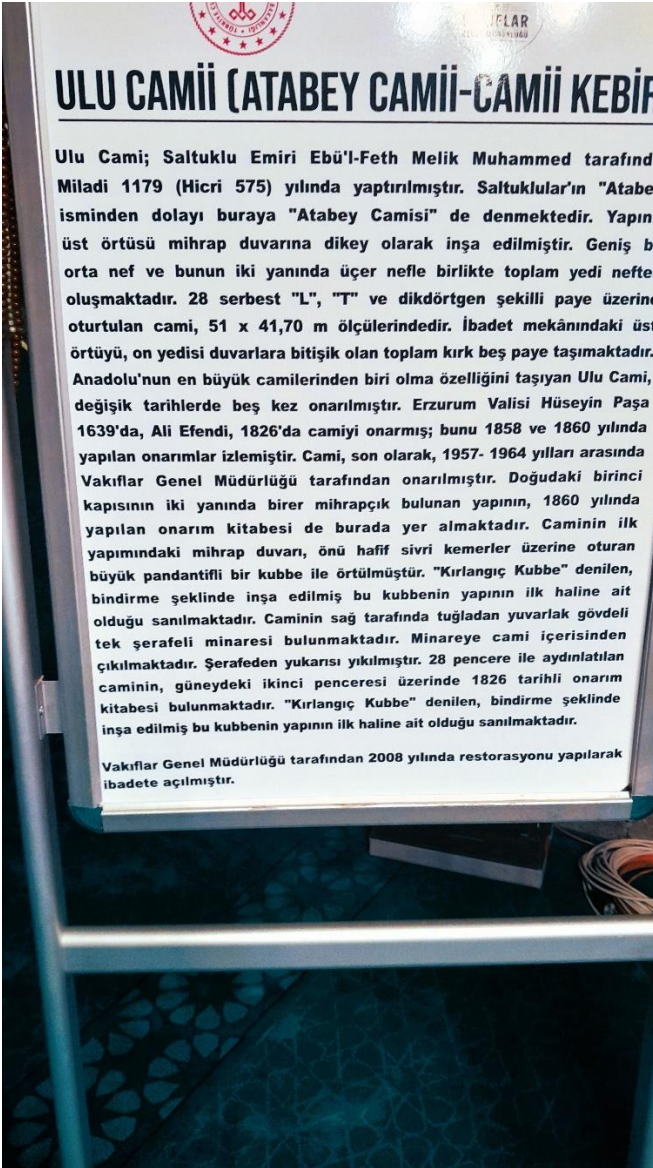 BAKANLIĞI TÜRKİYE
FLAR
ULU CAMİİ (ATABEY CAMİİ-CAMİİ KEBİR
Ulu Cami; Saltuklu Emiri Ebü'l-Feth Melik Muhammed tarafınd
Miladi 1179 (Hicri 575) yılında yaptırılmıştır. Saltuklular'ın "Atabe
isminden dolayı buraya "Atabey Camisi" de denmektedir. Yapın
üst örtüsü mihrap duvarına dikey olarak inşa edilmiştir. Geniş b
orta nef ve bunun iki yanında üçer nefle birlikte toplam yedi nefte
oluşmaktadır. 28 serbest "L", "T" ve dikdörtgen şekilli paye üzerin
oturtulan cami, 51 x 41,70 m ölçülerindedir. İbadet mekânındaki üst
örtüyü, on yedisi duvarlara bitişik olan toplam kırk beş paye taşımaktadır.
Anadolu'nun en büyük camilerinden biri olma özelliğini taşıyan Ulu Cami,
değişik tarihlerde beş kez onarılmıştır. Erzurum Valisi Hüseyin Paşa
1639'da, Ali Efendi, 1826'da camiyi onarmış; bunu 1858 ve 1860 yılında
yapılan onarımlar izlemiştir. Cami, son olarak, 1957- 1964 yılları arasında
Vakıflar Genel Müdürlüğü tarafından onarılmıştır. Doğudaki birinci
kapısının iki yanında birer mihrapçık bulunan yapının, 1860 yılında
yapılan onarım kitabesi de burada yer almaktadır. Caminin ilk
yapımındaki mihrap duvarı, önü hafif sivri kemerler üzerine oturan
büyük pandantifli bir kubbe ile örtülmüştür. "Kırlangıç Kubbe" denilen,
bindirme şeklinde inşa edilmiş bu kubbenin yapının ilk haline ait
olduğu sanılmaktadır. Caminin sağ tarafında tuğladan yuvarlak gövdeli
tek şerafeli minaresi bulunmaktadır. Minareye cami içerisinden
çıkılmaktadır. Şerafeden yukarısı yıkılmıştır. 28 pencere ile aydınlatılan
caminin, güneydeki ikinci penceresi üzerinde 1826 tarihli onarım
kitabesi bulunmaktadır. "Kırlangıç Kubbe" denilen, bindirme şeklinde
inşa edilmiş bu kubbenin yapının ilk haline ait olduğu sanılmaktadır.
Vakıflar Genel Müdürlüğü tarafından 2008 yılında restorasyonu yapılarak
ibadete açılmıştır.